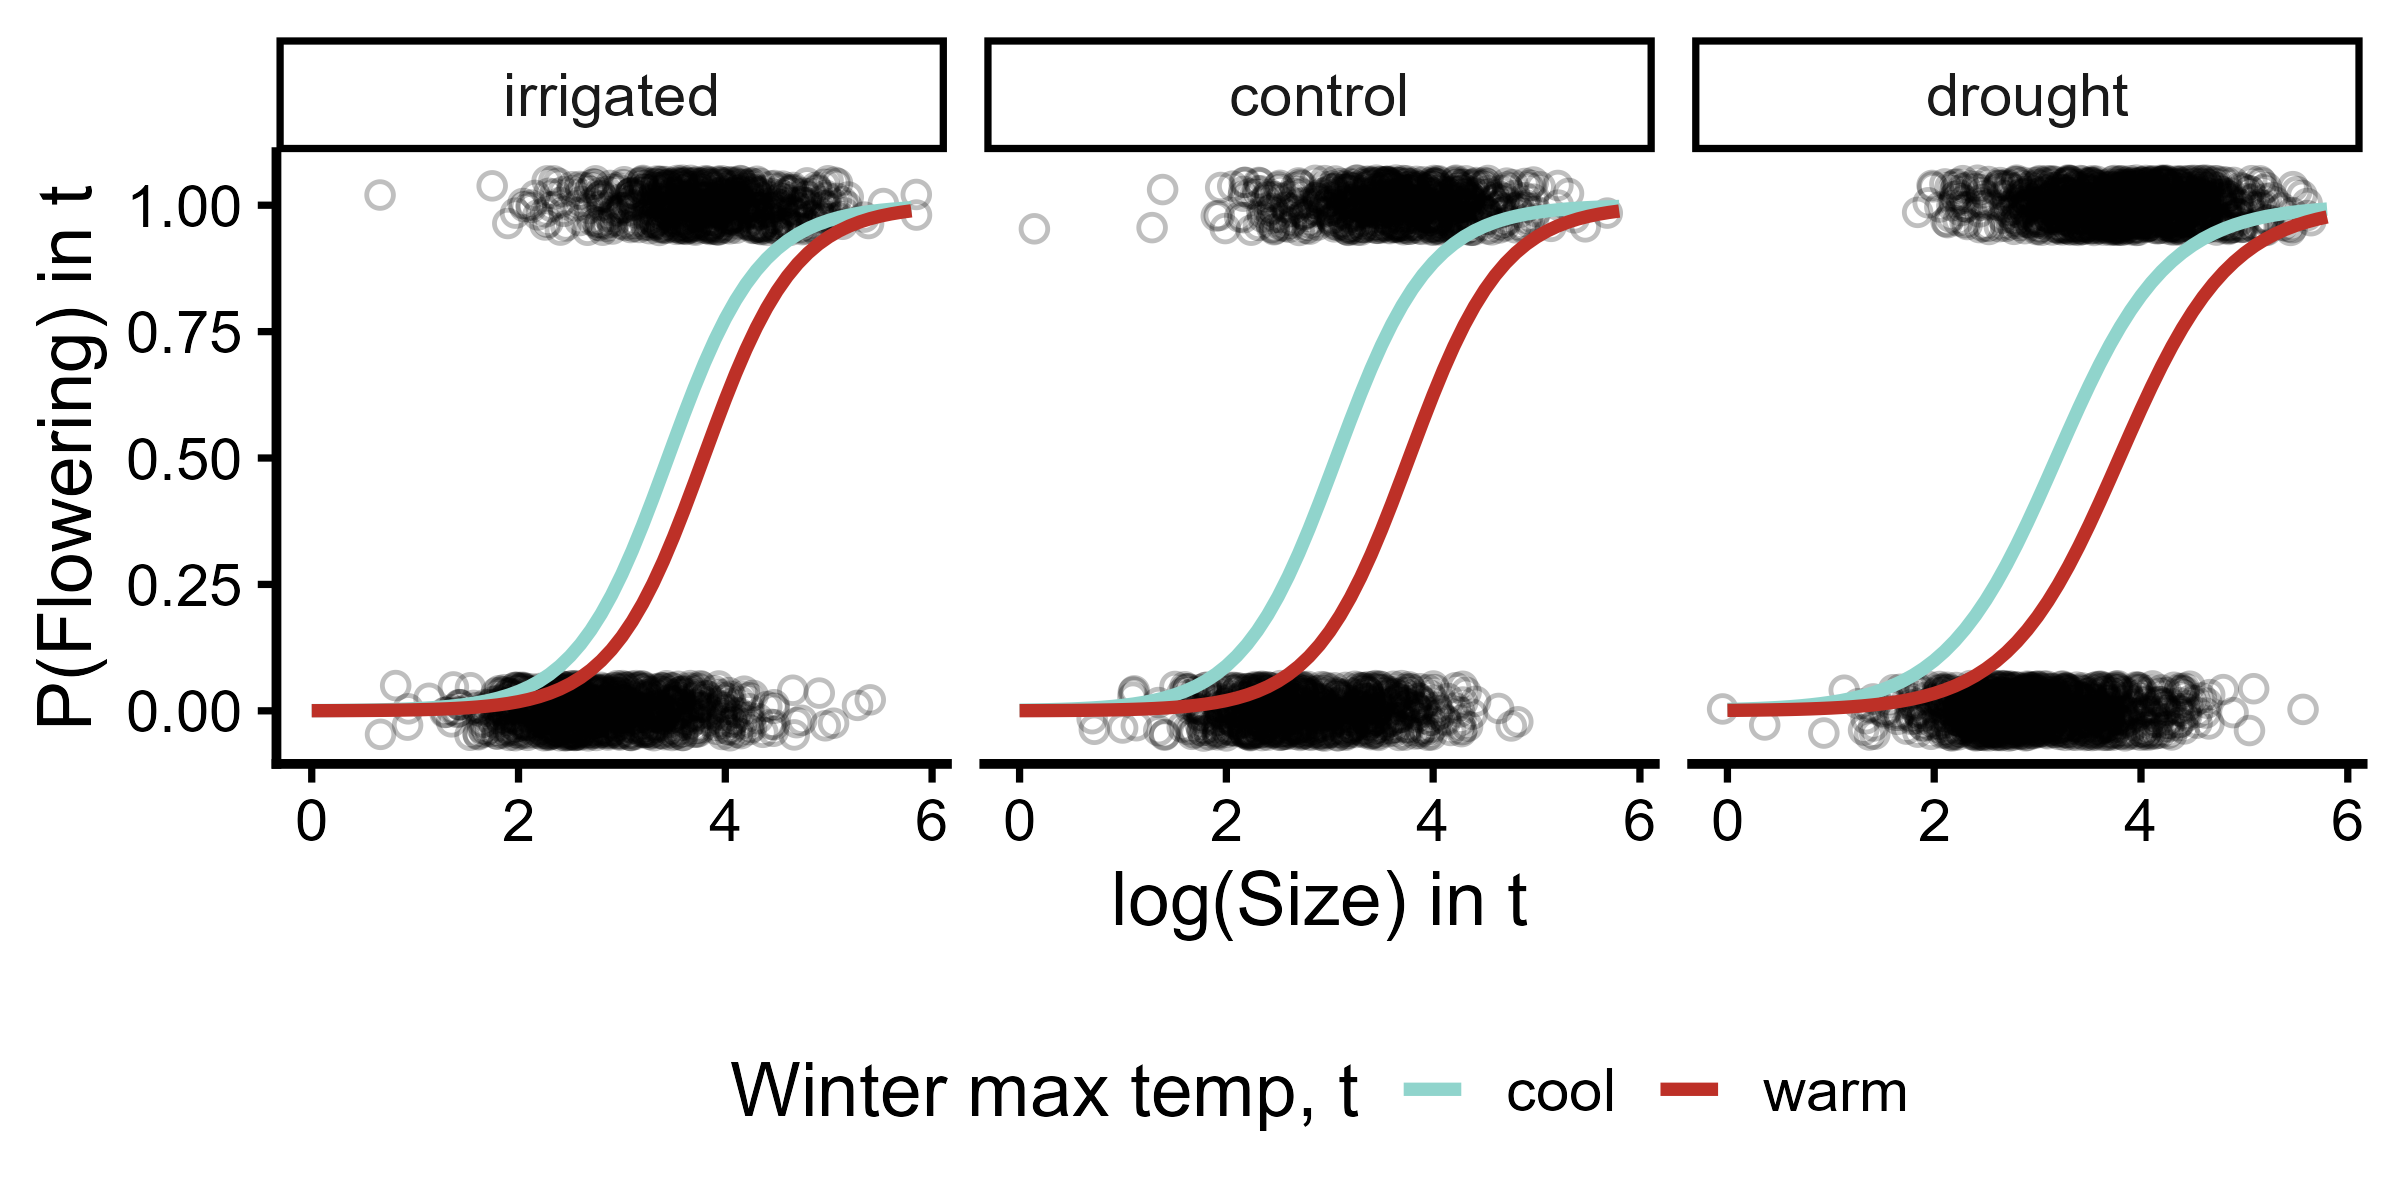 irrigated control drought
P(Flowering) in t
1.00
0.75
0.50
0.25
0.00
0 2 4 6 0 2 4 6 0 2 4 6
log(Size) in t
Winter max temp, t cool warm